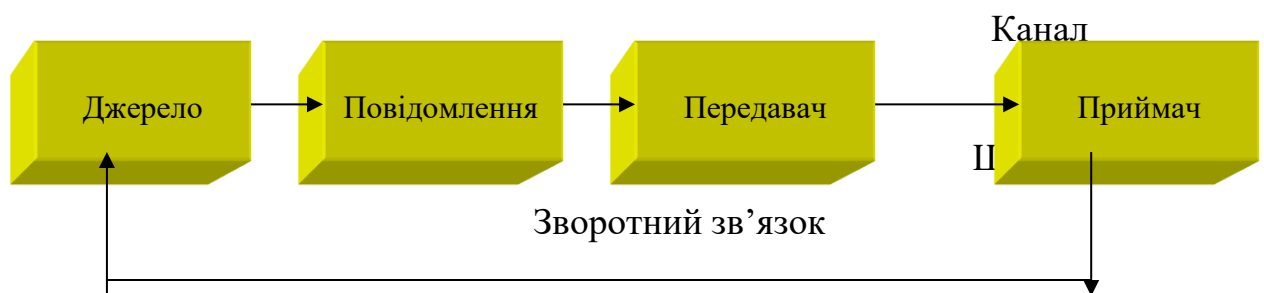 Канал
Джерело
Повідомлення
Передавач
Приймач
Зворотний зв’язок